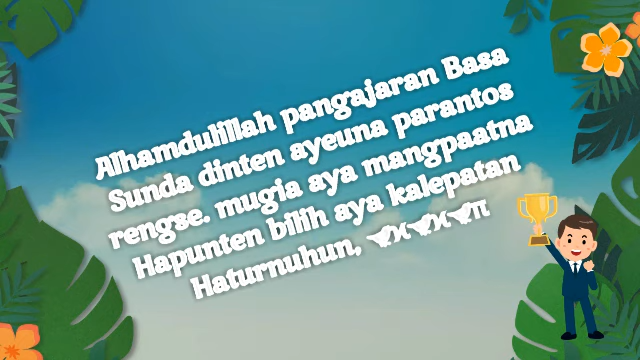 Alhamdulillah pangajaran Basa
Sunda dinten ayeuna parantos
rengse. mugia aya mangpaatna
Hapunten bilih aya kalepatan
Haturnuhun,